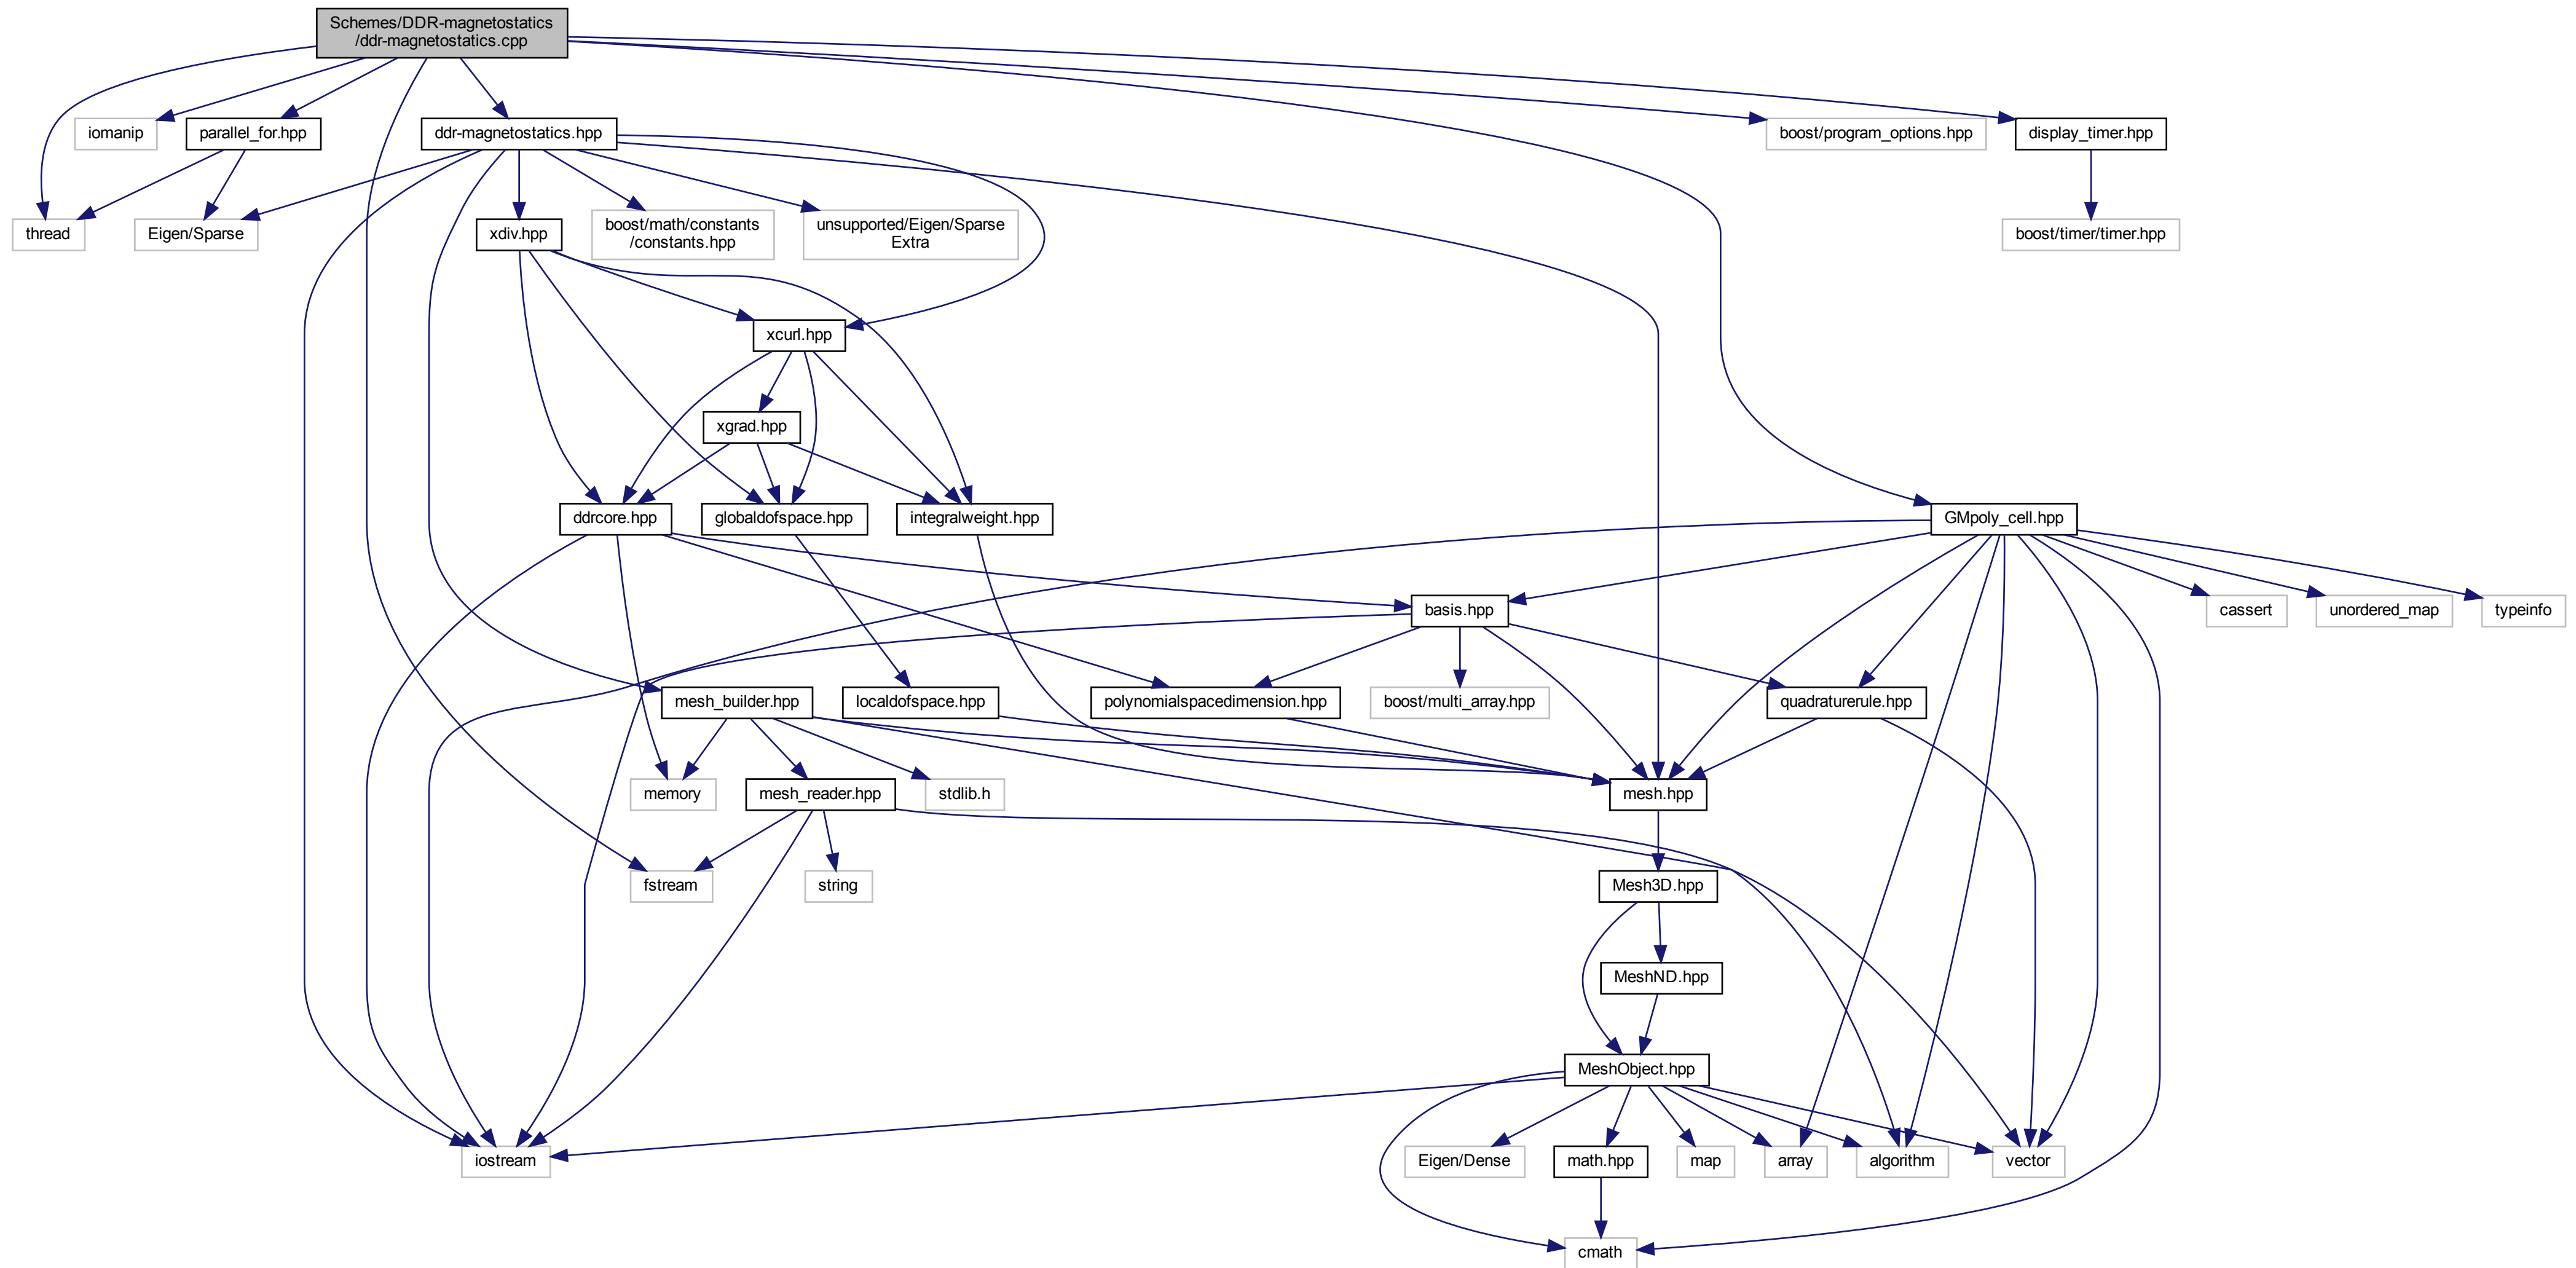 Schemes/DDR-magnetostatics
/ddr-magnetostatics.cpp
iomanip
parallel_for.hpp
ddr-magnetostatics.hpp
boost/program_options.hpp
display_timer.hpp
thread
Eigen/Sparse
xdiv.hpp
boost/math/constants
/constants.hpp
unsupported/Eigen/Sparse
Extra
boost/timer/timer.hpp
xcurl.hpp
xgrad.hpp
ddrcore.hpp
globaldofspace.hpp
integralweight.hpp
GMpoly_cell.hpp
basis.hpp
cassert
unordered_map
typeinfo
mesh_builder.hpp
localdofspace.hpp
polynomialspacedimension.hpp
boost/multi_array.hpp
quadraturerule.hpp
memory
mesh_reader.hpp
stdlib.h
mesh.hpp
fstream
string
Mesh3D.hpp
MeshND.hpp
MeshObject.hpp
iostream
Eigen/Dense
math.hpp
map
array
algorithm
vector
cmath